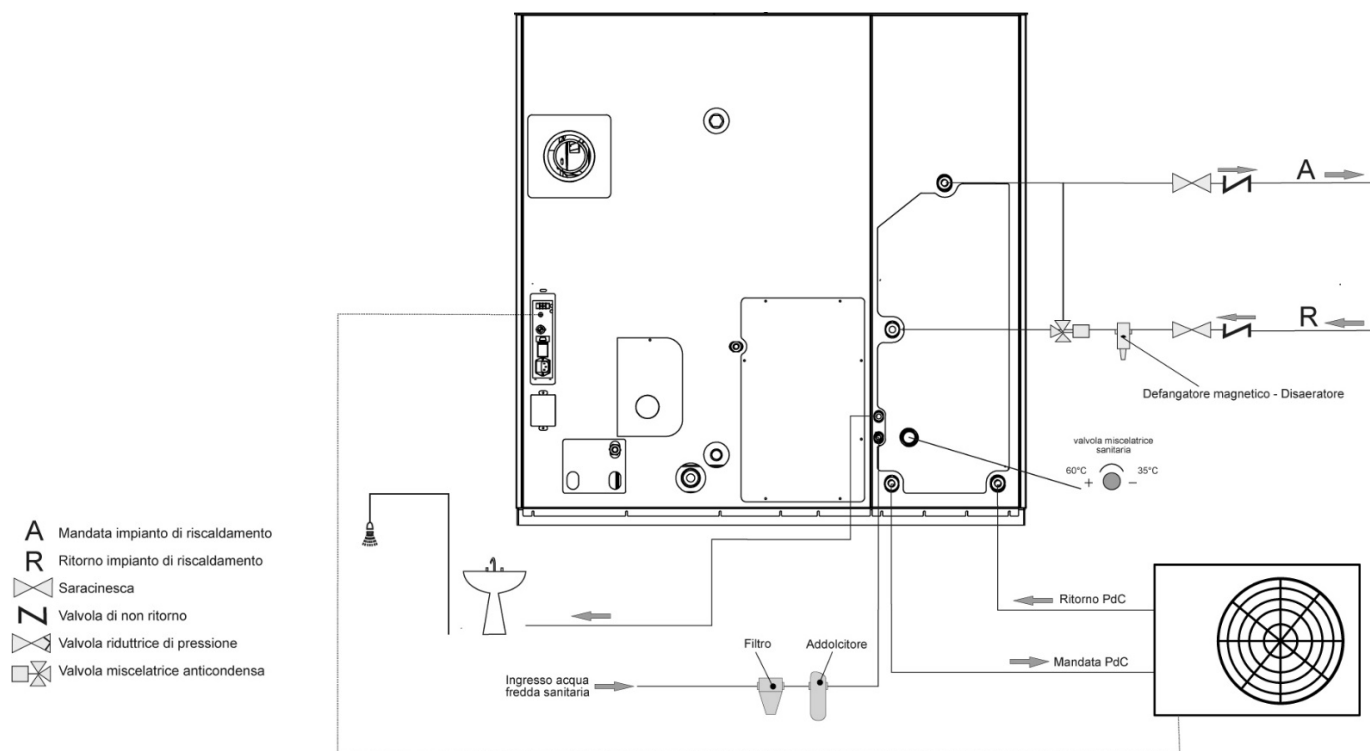 A
R
Defangatore magnetico - Disaeratore
valvola miscelatrice
sanitaria
60°C
35°C
+
−
A Mandata impianto di riscaldamento
R Ritorno impianto di riscaldamento
Saracinesca
Valvola di non ritorno
Valvola riduttrice di pressione
Valvola miscelatrice anticondensa
Ritorno PdC
Mandata PdC
Filtro
Addolcitore
Ingresso acqua
fredda sanitaria